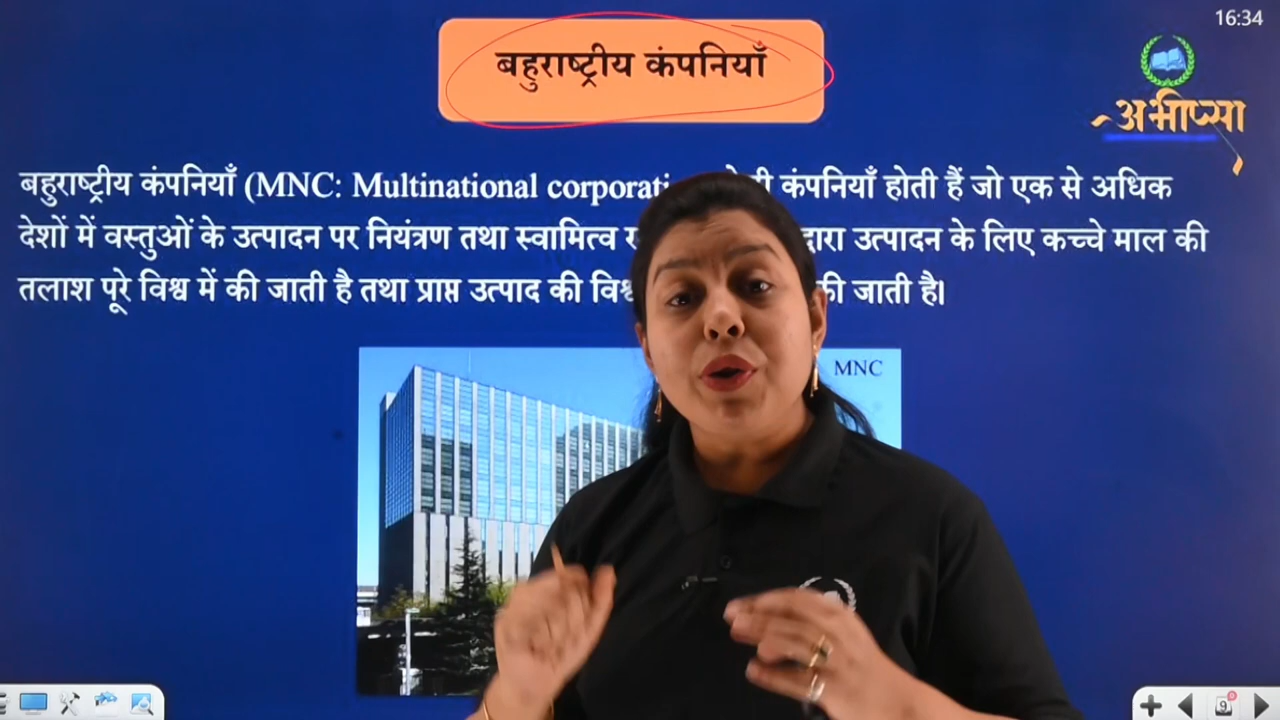 16:34
बहुराष्ट्रीय कंपनियाँ
अभीप्सा
बहुराष्ट्रीय कंपनियाँ (MNC: Multinational कंपनियाँ होती हैं जो एक से अधिक
देशों में वस्तुओं के उत्पादन पर नियंत्रण तथा स्वामित्व उत्पादन के लिए कच्चे माल की
तलाश पूरे विश्व में की जाती है तथा प्राप्त उत्पाद की की जाती है।
MNC
9